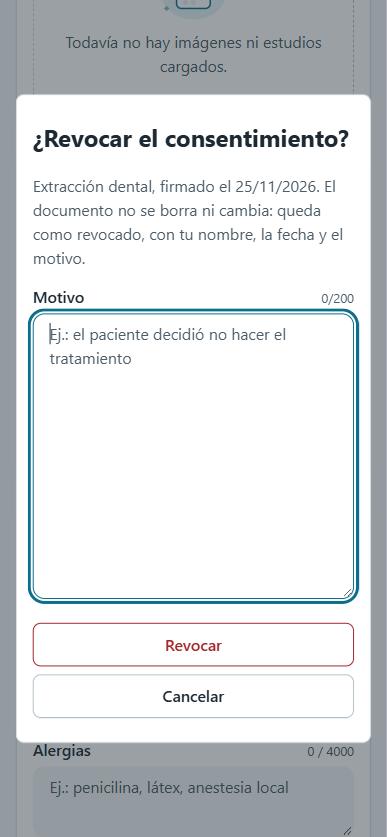 Todavía no hay imágenes ni estudios
cargados.
¿Revocar el consentimiento?
Extracción dental, firmado el 25/11/2026. El
documento no se borra ni cambia: queda
como revocado, con tu nombre, la fecha y el
motivo.
Motivo 0/200
Ej.: el paciente decidió no hacer el
tratamiento
Revocar
Cancelar
Alergias 0 / 4000
Ej.: penicilina, látex, anestesia local